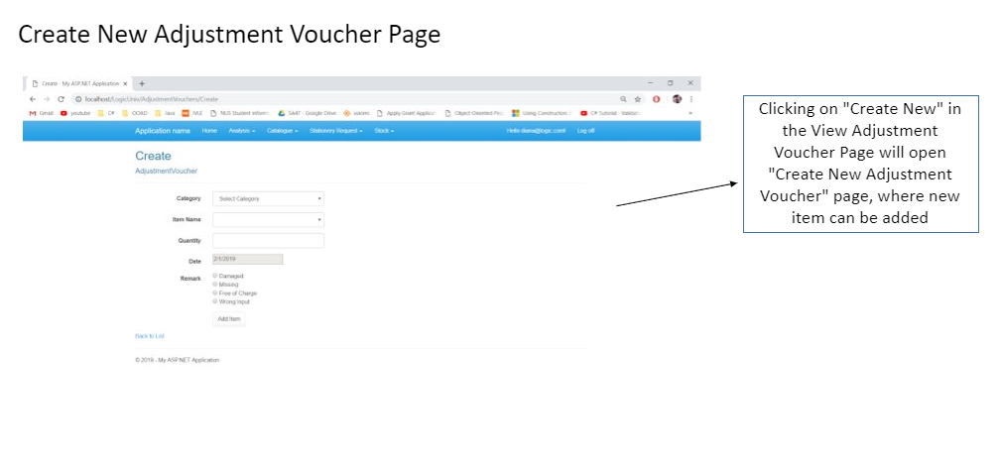 Create New Adjustment Voucher Page
Create - My ASP.NET Application
localhost/LogicUniv/AdjustmentVouchers/Create
Gmail youtube C# OOAD Java IVLE NUS Student Inform SA47 - Google Drive Apply Grant Applic Object Oriented Pro Using Construction C# Tutorial - Validati
Application name Home Analysis Catalogue Stationery Request Stock Hello diana@logic.com! Log off
Create
AdjustmentVoucher
Category Select Category
Item Name
Quantity
Date 2/1/2019
Remark Damaged
Missing
Free of Charge
Wrong Input
Add Item
Back to List
© 2019 - My ASP.NET Application
Clicking on "Create New" in
the View Adjustment
Voucher Page will open
"Create New Adjustment
Voucher" page, where new
item can be added